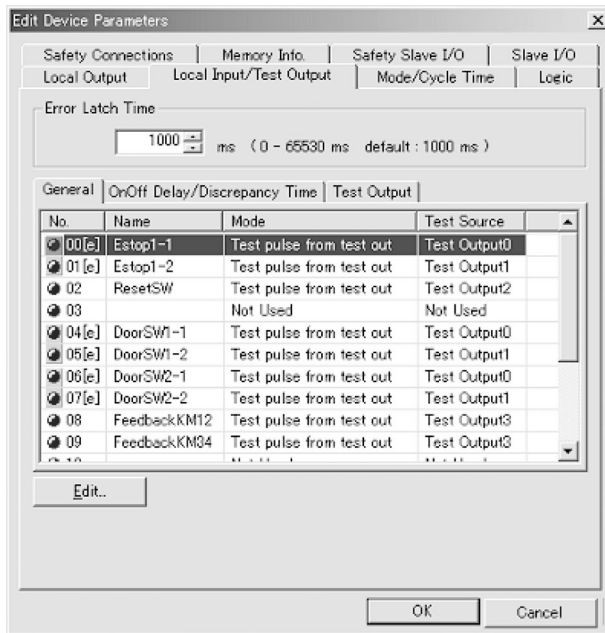 Edit Device Parameters
Safety Connections Memory Info. Safety Slave I/O Slave I/O
Local Output Local Input/Test Output Mode/Cycle Time Logic
Error Latch Time
1000 ms ( 0 - 65530 ms default : 1000 ms )
General OnOff Delay/Discrepancy Time Test Output
No. Name Mode Test Source
00[e] Estop1-1 Test pulse from test out Test Output0
01[e] Estop1-2 Test pulse from test out Test Output1
02 ResetSW Test pulse from test out Test Output2
03 Not Used Not Used
04[e] DoorSW1-1 Test pulse from test out Test Output0
05[e] DoorSW1-2 Test pulse from test out Test Output1
06[e] DoorSW2-1 Test pulse from test out Test Output0
07[e] DoorSW2-2 Test pulse from test out Test Output1
08 FeedbackKM12 Test pulse from test out Test Output3
09 FeedbackKM34 Test pulse from test out Test Output3
Edit..
OK Cancel